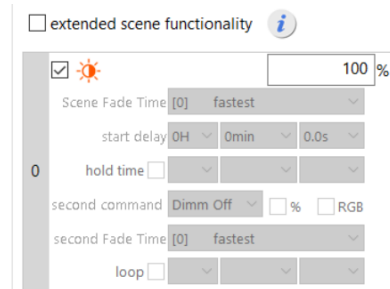 extended scene functionality i
100 %
Scene Fade Time [0] fastest
start delay 0H 0min 0.0s
0 hold time
second command Dimm Off % RGB
second Fade Time [0] fastest
loop